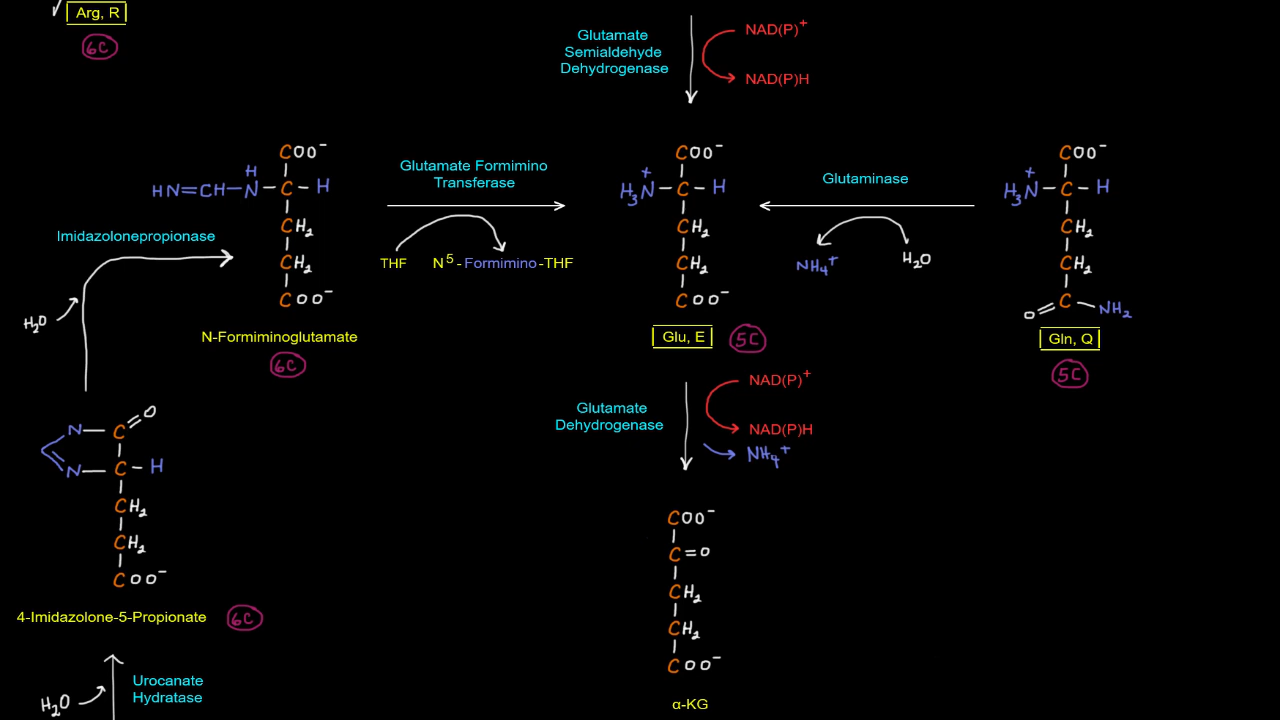 Arg, R
6C
Glutamate
Semialdehyde
Dehydrogenase
NAD(P)⁺
NAD(P)H
COO⁻
HN=CH-N-C-H
H
CH₂
CH₂
COO⁻
N-Formiminoglutamate
6C
Imidazolonepropionase
H₂O
Glutamate Formimino
Transferase
THF
N⁵-Formimino-THF
COO⁻
H₃N⁺-C-H
CH₂
CH₂
COO⁻
Glu, E
5C
Glutaminase
NH₄⁺
H₂O
COO⁻
H₃N⁺-C-H
CH₂
CH₂
O=C-NH₂
Gln, Q
5C
Glutamate
Dehydrogenase
NAD(P)⁺
NAD(P)H
NH₄⁺
N-C=O
N-C-H
CH₂
CH₂
COO⁻
4-Imidazolone-5-Propionate
6C
H₂O
Urocanate
Hydratase
COO⁻
C=O
CH₂
CH₂
COO⁻
α-KG